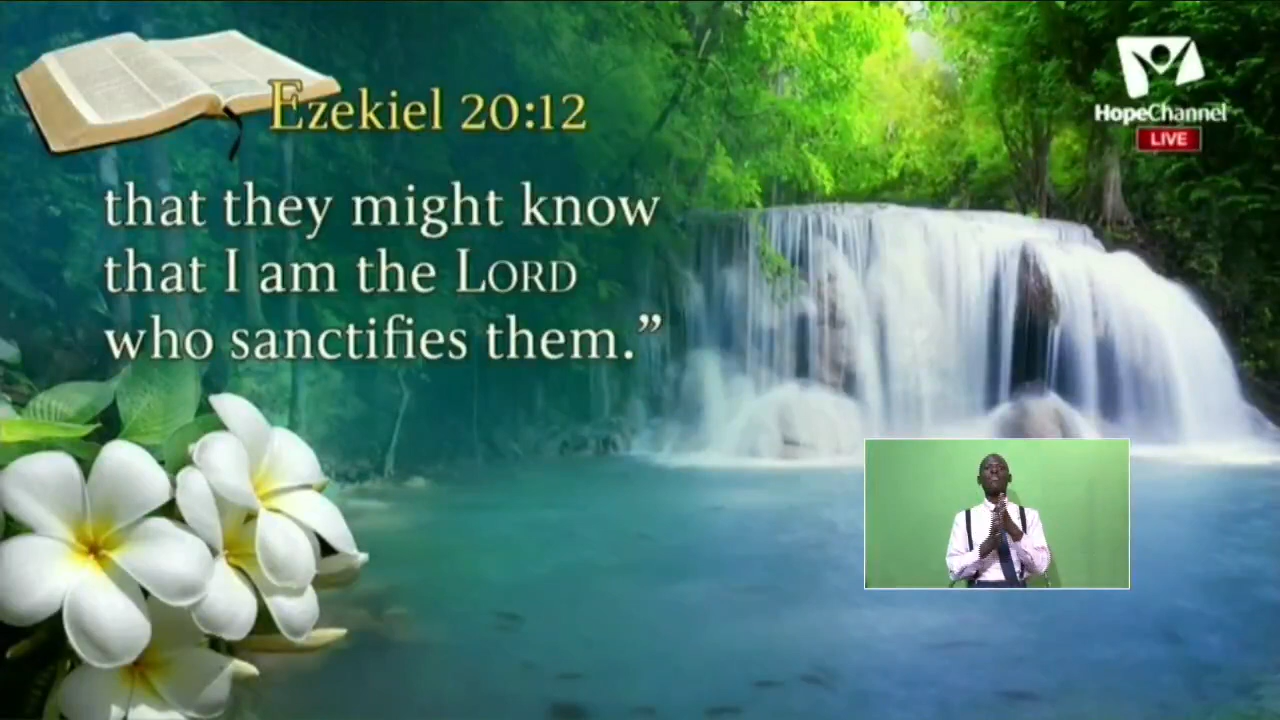 Ezekiel 20:12
HopeChannel
LIVE
that they might know
that I am the LORD
who sanctifies them.”